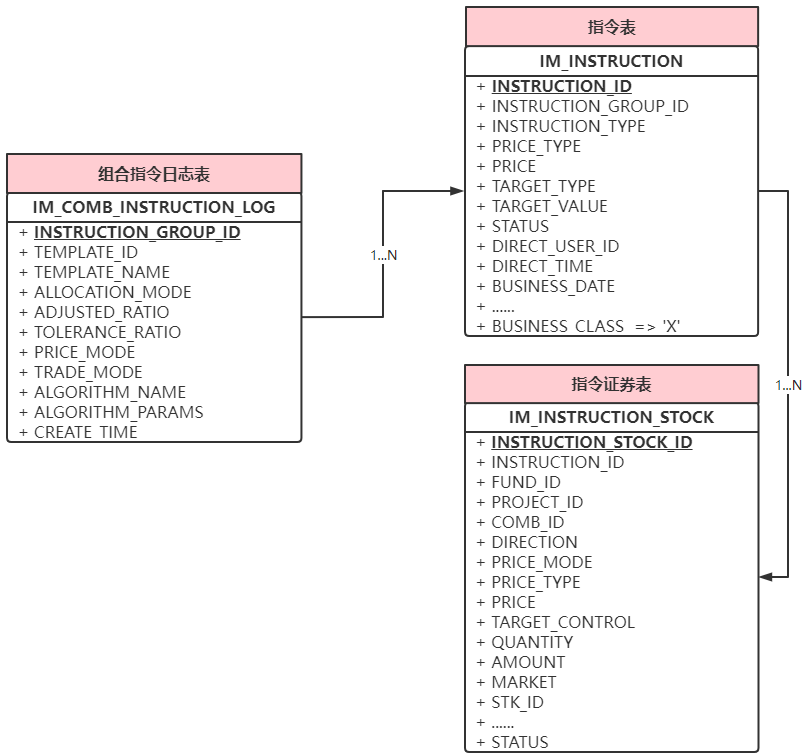 组合指令日志表
IM_COMB_INSTRUCTION_LOG
+ INSTRUCTION_GROUP_ID
+ TEMPLATE_ID
+ TEMPLATE_NAME
+ ALLOCATION_MODE
+ ADJUSTED_RATIO
+ TOLERANCE_RATIO
+ PRICE_MODE
+ TRADE_MODE
+ ALGORITHM_NAME
+ ALGORITHM_PARAMS
+ CREATE_TIME
1...N
指令表
IM_INSTRUCTION
+ INSTRUCTION_ID
+ INSTRUCTION_GROUP_ID
+ INSTRUCTION_TYPE
+ PRICE_TYPE
+ PRICE
+ TARGET_TYPE
+ TARGET_VALUE
+ STATUS
+ DIRECT_USER_ID
+ DIRECT_TIME
+ BUSINESS_DATE
+ ......
+ BUSINESS_CLASS => 'X'
1...N
指令证券表
IM_INSTRUCTION_STOCK
+ INSTRUCTION_STOCK_ID
+ INSTRUCTION_ID
+ FUND_ID
+ PROJECT_ID
+ COMB_ID
+ DIRECTION
+ PRICE_MODE
+ PRICE_TYPE
+ PRICE
+ TARGET_CONTROL
+ QUANTITY
+ AMOUNT
+ MARKET
+ STK_ID
+ ......
+ STATUS